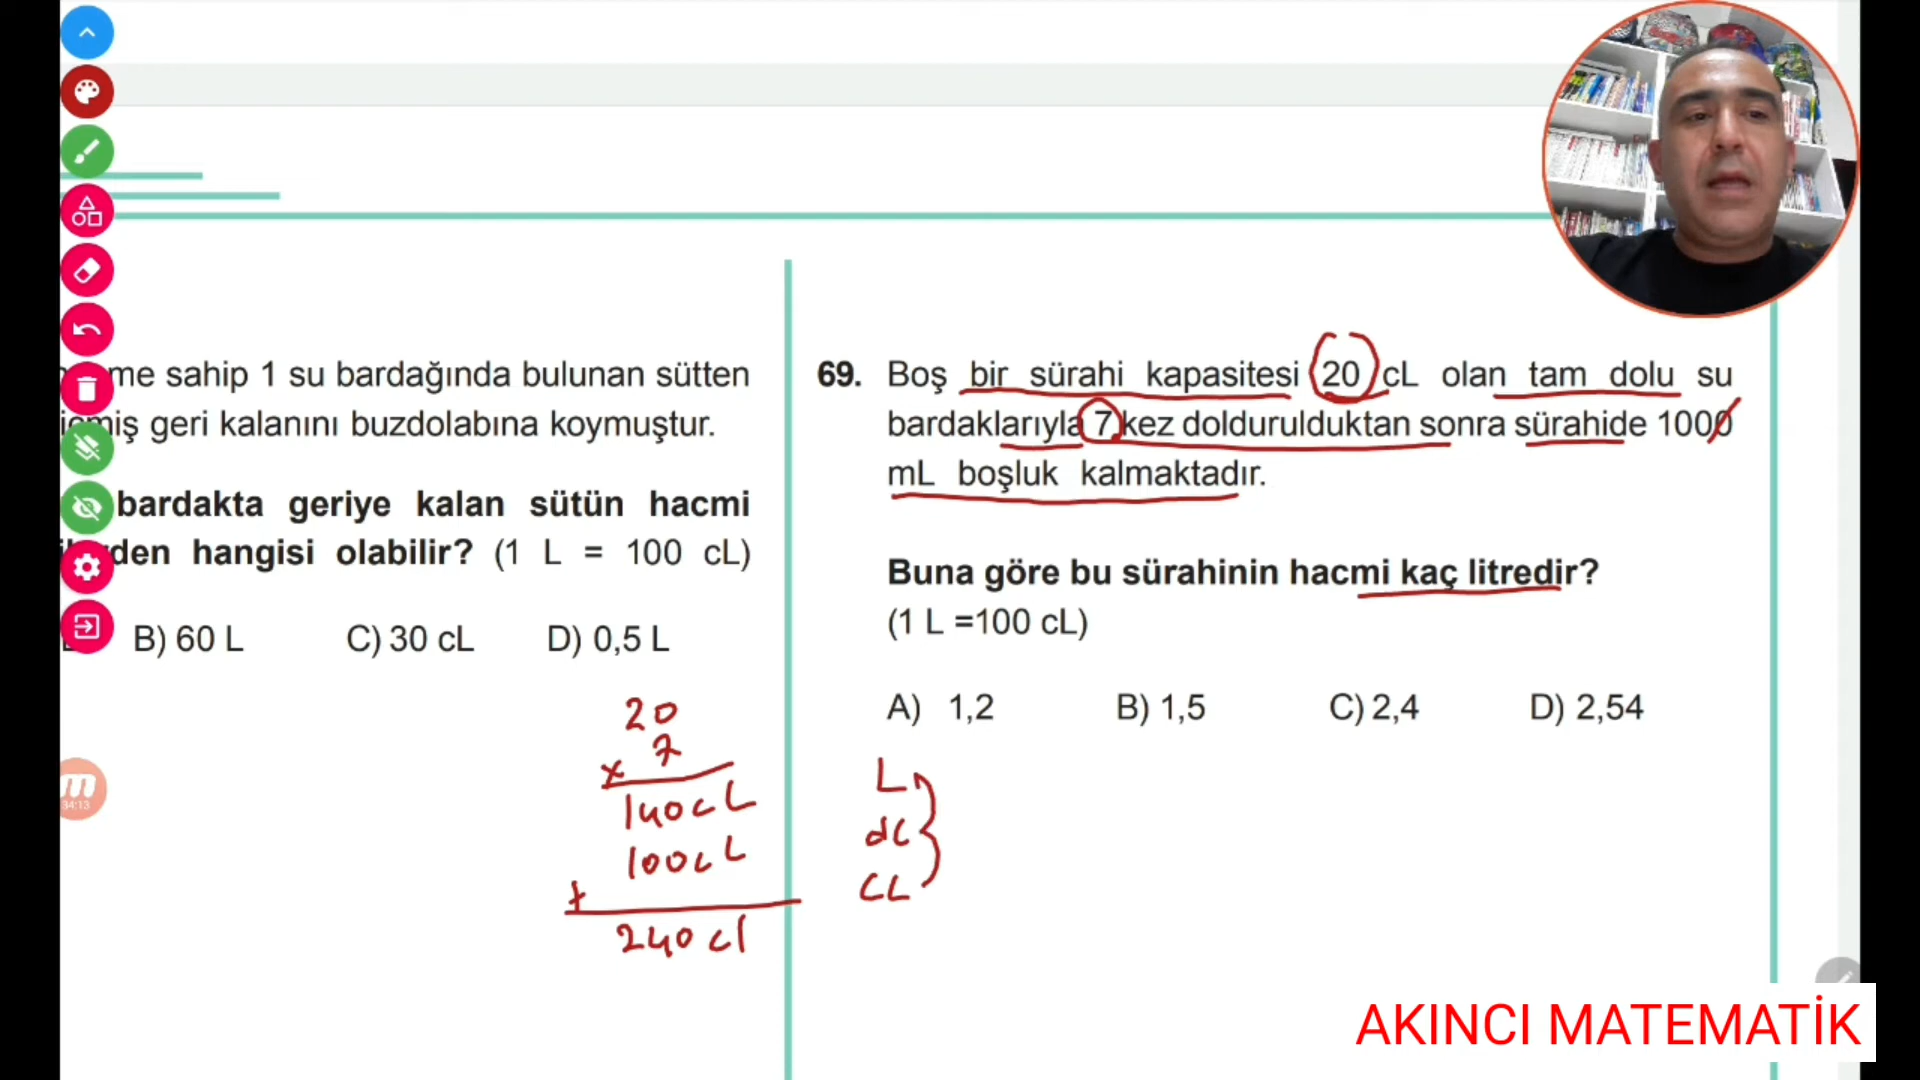 me sahip 1 su bardağında bulunan sütten
içmiş geri kalanını buzdolabına koymuştur.
bardakta geriye kalan sütün hacmi
hangisi olabilir? (1 L = 100 cL)
B) 60 L C) 30 cL D) 0,5 L
20
x 7
140cL
100cL
+
240cl
69. Boş bir sürahi kapasitesi 20 cL olan tam dolu su
bardaklarıyla 7 kez doldurulduktan sonra sürahide 1000
mL boşluk kalmaktadır.
Buna göre bu sürahinin hacmi kaç litredir?
(1 L =100 cL)
A) 1,2 B) 1,5 C) 2,4 D) 2,54
L
dL
CL
34:13
AKINCI MATEMATİK